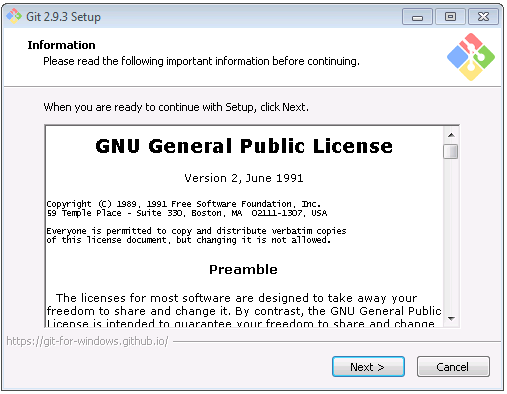 Git 2.9.3 Setup
Information
Please read the following important information before continuing.
When you are ready to continue with Setup, click Next.
GNU General Public License
Version 2, June 1991
Copyright (C) 1989, 1991 Free Software Foundation, Inc.
59 Temple Place - Suite 330, Boston, MA  02111-1307, USA
Everyone is permitted to copy and distribute verbatim copies
of this license document, but changing it is not allowed.
Preamble
The licenses for most software are designed to take away your
freedom to share and change it. By contrast, the GNU General Public
License is intended to guarantee your freedom to share and change
https://git-for-windows.github.io/
Next >
Cancel